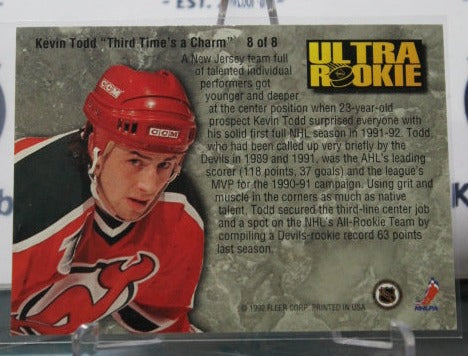 - EST.
Kevin Todd "Third Time's a Charm" 8 of 8
ULTRA
ROOKIE
A New Jersey team full
of talented individual
performers got
younger and deeper
at the center position when 23-year-old
prospect Kevin Todd surprised everyone with
his solid first full NHL season in 1991-92. Todd,
who had been called up very briefly by the
Devils in 1989 and 1991, was the AHL's leading
scorer (118 points, 37 goals) and the league's
MVP for the 1990-91 campaign. Using grit and
muscle in the corners as much as native
talent, Todd secured the third-line center job
and a spot on the NHL's All-Rookie Team by
compiling a Devils-rookie record 63 points
last season.
CCM
CCM
© 1992 FLEER CORP. PRINTED IN USA
NHL
NHLPA